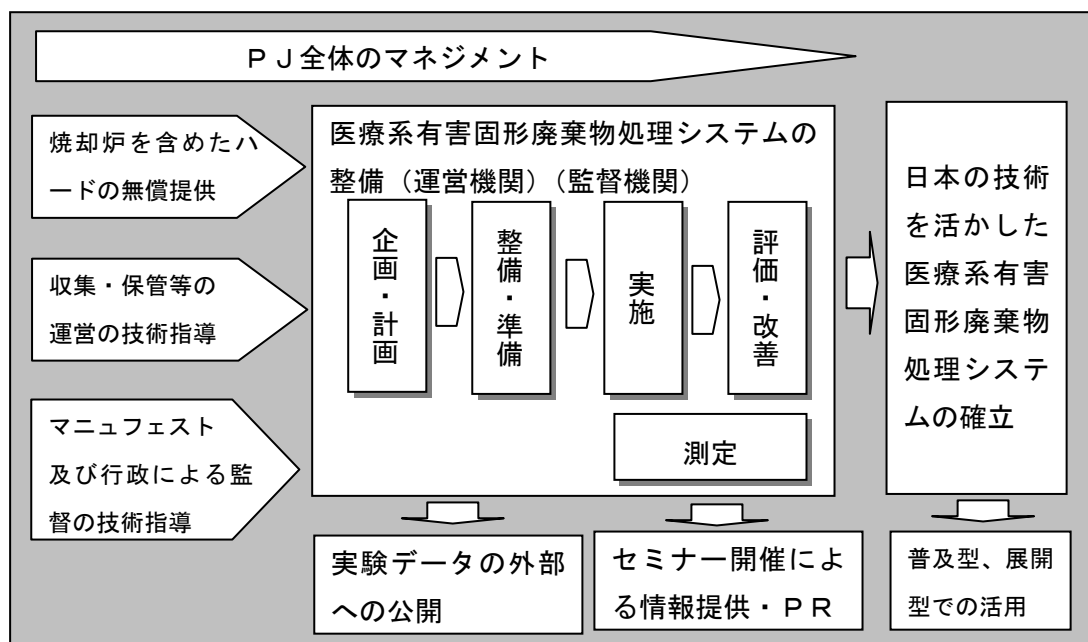 ＰＪ全体のマネジメント
焼却炉を含めたハ
ードの無償提供
収集・保管等の
運営の技術指導
マニュフェスト
及び行政による監
督の技術指導
医療系有害固形廃棄物処理システムの
整備（運営機関）（監督機関）
企画・計画
整備・準備
実施
評価・改善
測定
日本の技術
を活かした
医療系有害
固形廃棄物
処理システ
ムの確立
実験データの外部
への公開
セミナー開催によ
る情報提供・ＰＲ
普及型、展開
型での活用